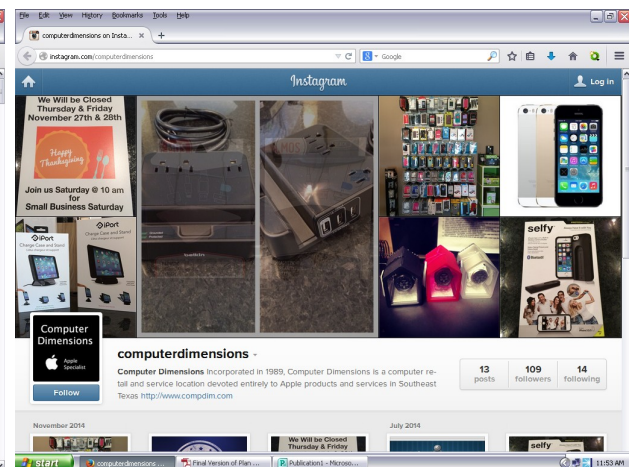 File Edit View History Bookmarks Tools Help
computerdimensions on Insta...
instagram.com/computerdimensions
Google
Instagram
Log in
We Will be Closed
Thursday & Friday
November 27th & 28th
Happy
Thanksgiving
Join us Saturday @ 10 am
for
Small Business Saturday
iPort
Charge Case and Stand
iPort
Charge Case and Stand
selfy
Bluetooth
Computer
Dimensions
Apple
Specialist
Follow
computerdimensions
Computer Dimensions Incorporated in 1989, Computer Dimensions is a computer re-
tail and service location devoted entirely to Apple products and services in Southeast
Texas http://www.compdim.com
13
posts
109
followers
14
following
November 2014
July 2014
We Will be Closed
Thursday & Friday
selfy
start
computerdimensions ...
Final Version of Plan ...
Publication1 - Microso...
11:53 AM